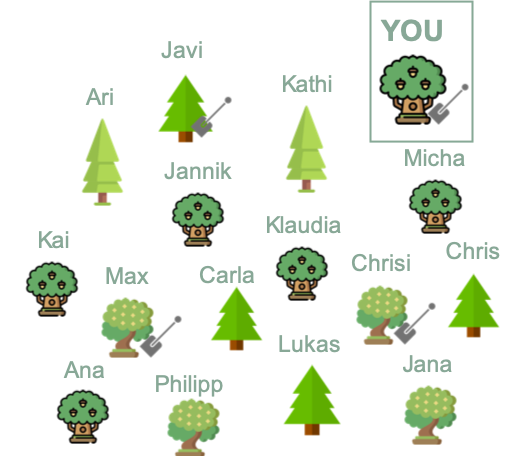 YOU
Javi
Kathi
Ari
Micha
Jannik
Klaudia
Kai
Chris
Chrisi
Max
Carla
Lukas
Jana
Ana
Philipp